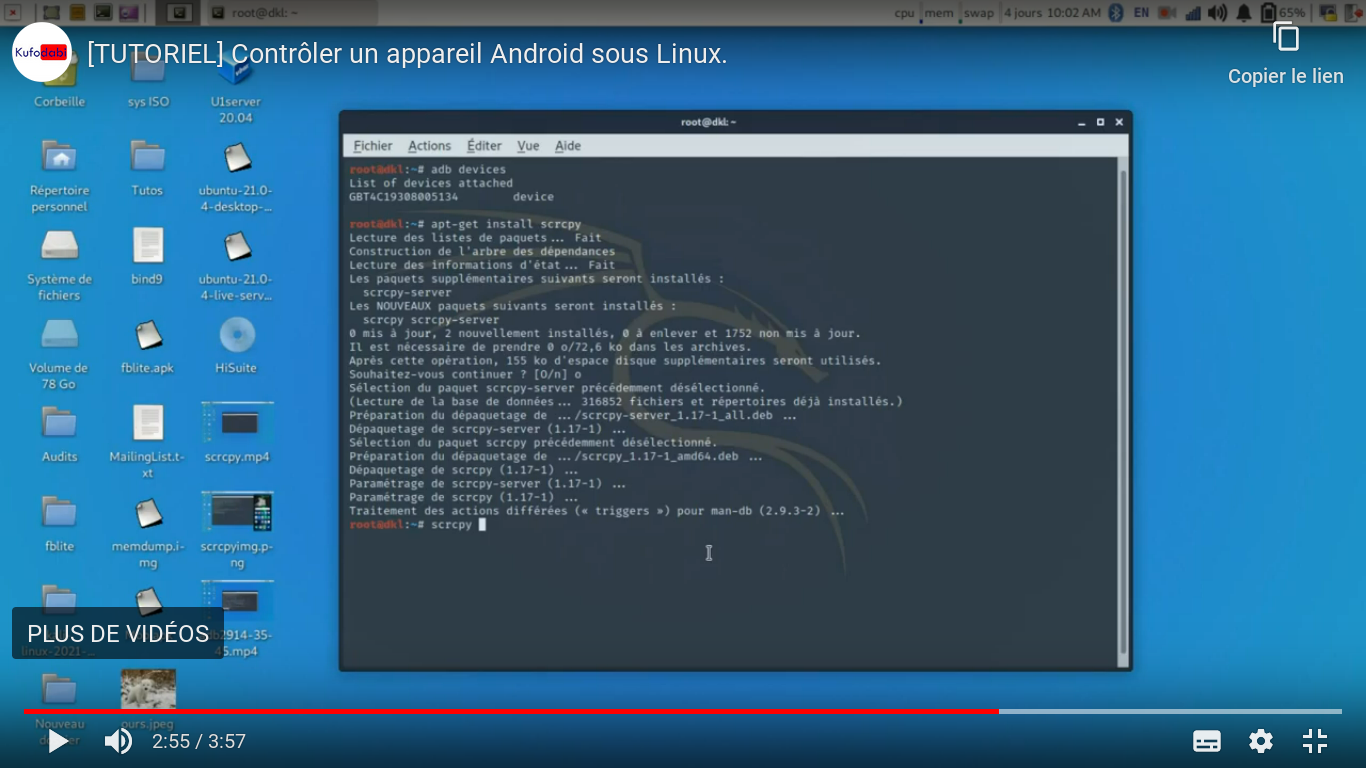 root@dkl: ~
cpu mem swap 4 jours 10:02 AM EN 65%
Kufodabi
[TUTORIEL] Contrôler un appareil Android sous Linux.
Copier le lien
Corbeille
sys ISO
U1server
20.04
Répertoire
personnel
Tutos
ubuntu-21.0-
4-desktop-...
Système de
fichiers
bind9
ubuntu-21.0-
4-live-serv...
Volume de
78 Go
fblite.apk
HiSuite
Audits
MailingList.t-
xt
scrcpy.mp4
fblite
memdump.i-
mg
scrcpyimg.p-
ng
linux-2021-...
2914-35-
5.mp4
Nouveau
ours.jpeg
root@dkl: ~
Fichier Actions Éditer Vue Aide
root@dkl:~# adb devices
List of devices attached
GBT4C19308005134 device
root@dkl:~# apt-get install scrcpy
Lecture des listes de paquets... Fait
Construction de l'arbre des dépendances
Lecture des informations d'état... Fait
Les paquets supplémentaires suivants seront installés :
scrcpy-server
Les NOUVEAUX paquets suivants seront installés :
scrcpy scrcpy-server
0 mis à jour, 2 nouvellement installés, 0 à enlever et 1752 non mis à jour.
Il est nécessaire de prendre 0 o/72,6 ko dans les archives.
Après cette opération, 155 ko d'espace disque supplémentaires seront utilisés.
Souhaitez-vous continuer ? [O/n] o
Sélection du paquet scrcpy-server précédemment désélectionné.
(Lecture de la base de données... 316852 fichiers et répertoires déjà installés.)
Préparation du dépaquetage de .../scrcpy-server_1.17-1_all.deb ...
Dépaquetage de scrcpy-server (1.17-1) ...
Sélection du paquet scrcpy précédemment désélectionné.
Préparation du dépaquetage de .../scrcpy_1.17-1_amd64.deb ...
Dépaquetage de scrcpy (1.17-1) ...
Paramétrage de scrcpy-server (1.17-1) ...
Paramétrage de scrcpy (1.17-1) ...
Traitement des actions différées (« triggers ») pour man-db (2.9.3-2) ...
root@dkl:~# scrcpy
PLUS DE VIDÉOS
2:55 / 3:57